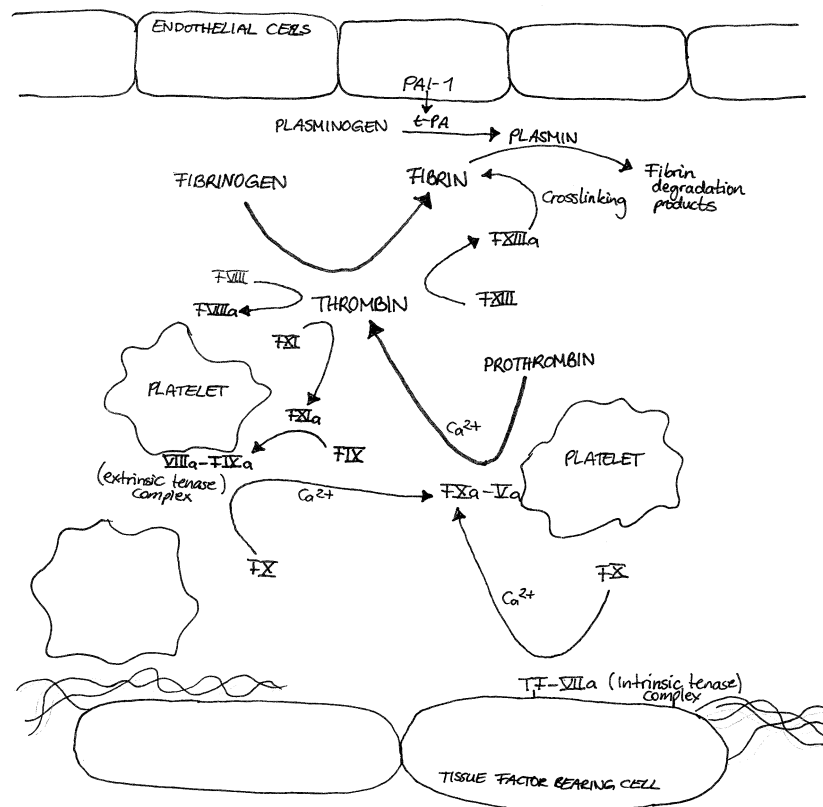 ENDOTHELIAL CELLS
PAI-1
PLASMINOGEN
t-PA
PLASMIN
FIBRINOGEN
FIBRIN
Fibrin
degradation
products
Crosslinking
FXIIIa
FVIII
FVIIIa
THROMBIN
FXIII
FXI
PROTHROMBIN
PLATELET
FXIa
Ca2+
FIX
VIIIa-FIXa
(extrinsic tenase)
complex
PLATELET
Ca2+
FXa-Va
FX
Ca2+
FX
TF-VIIa (Intrinsic tenase)
complex
TISSUE FACTOR BEARING CELL